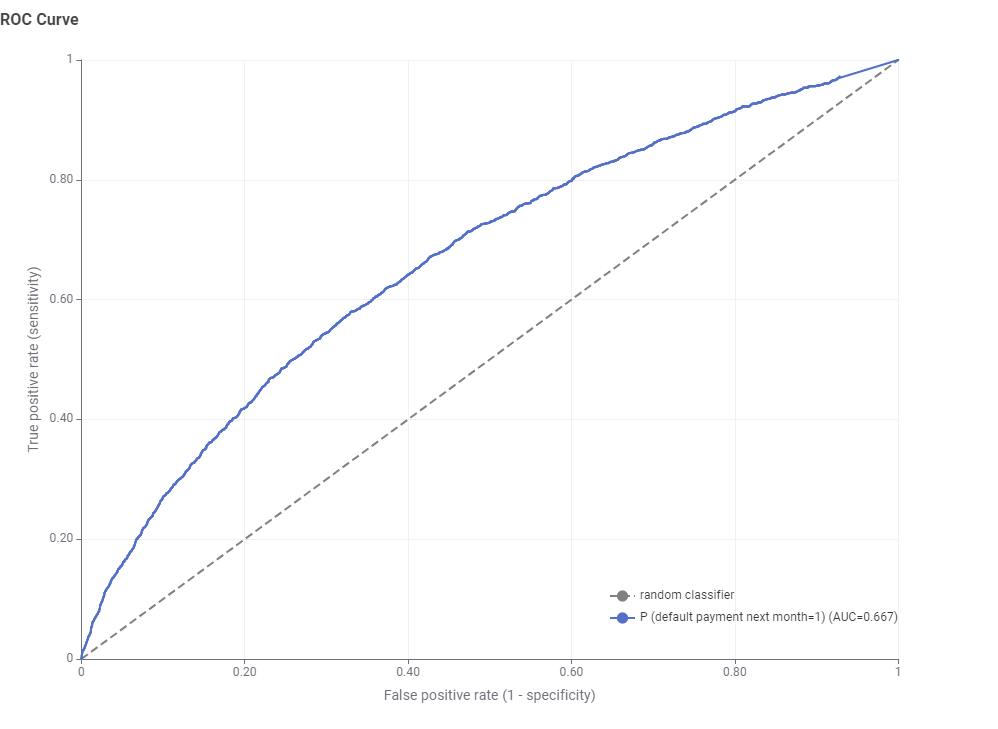 ROC Curve
1
0.80
0.60
0.40
0.20
0
True positive rate (sensitivity)
random classifier
P (default payment next month=1) (AUC=0.667)
0
0.20
0.40
0.60
0.80
1
False positive rate (1 - specificity)